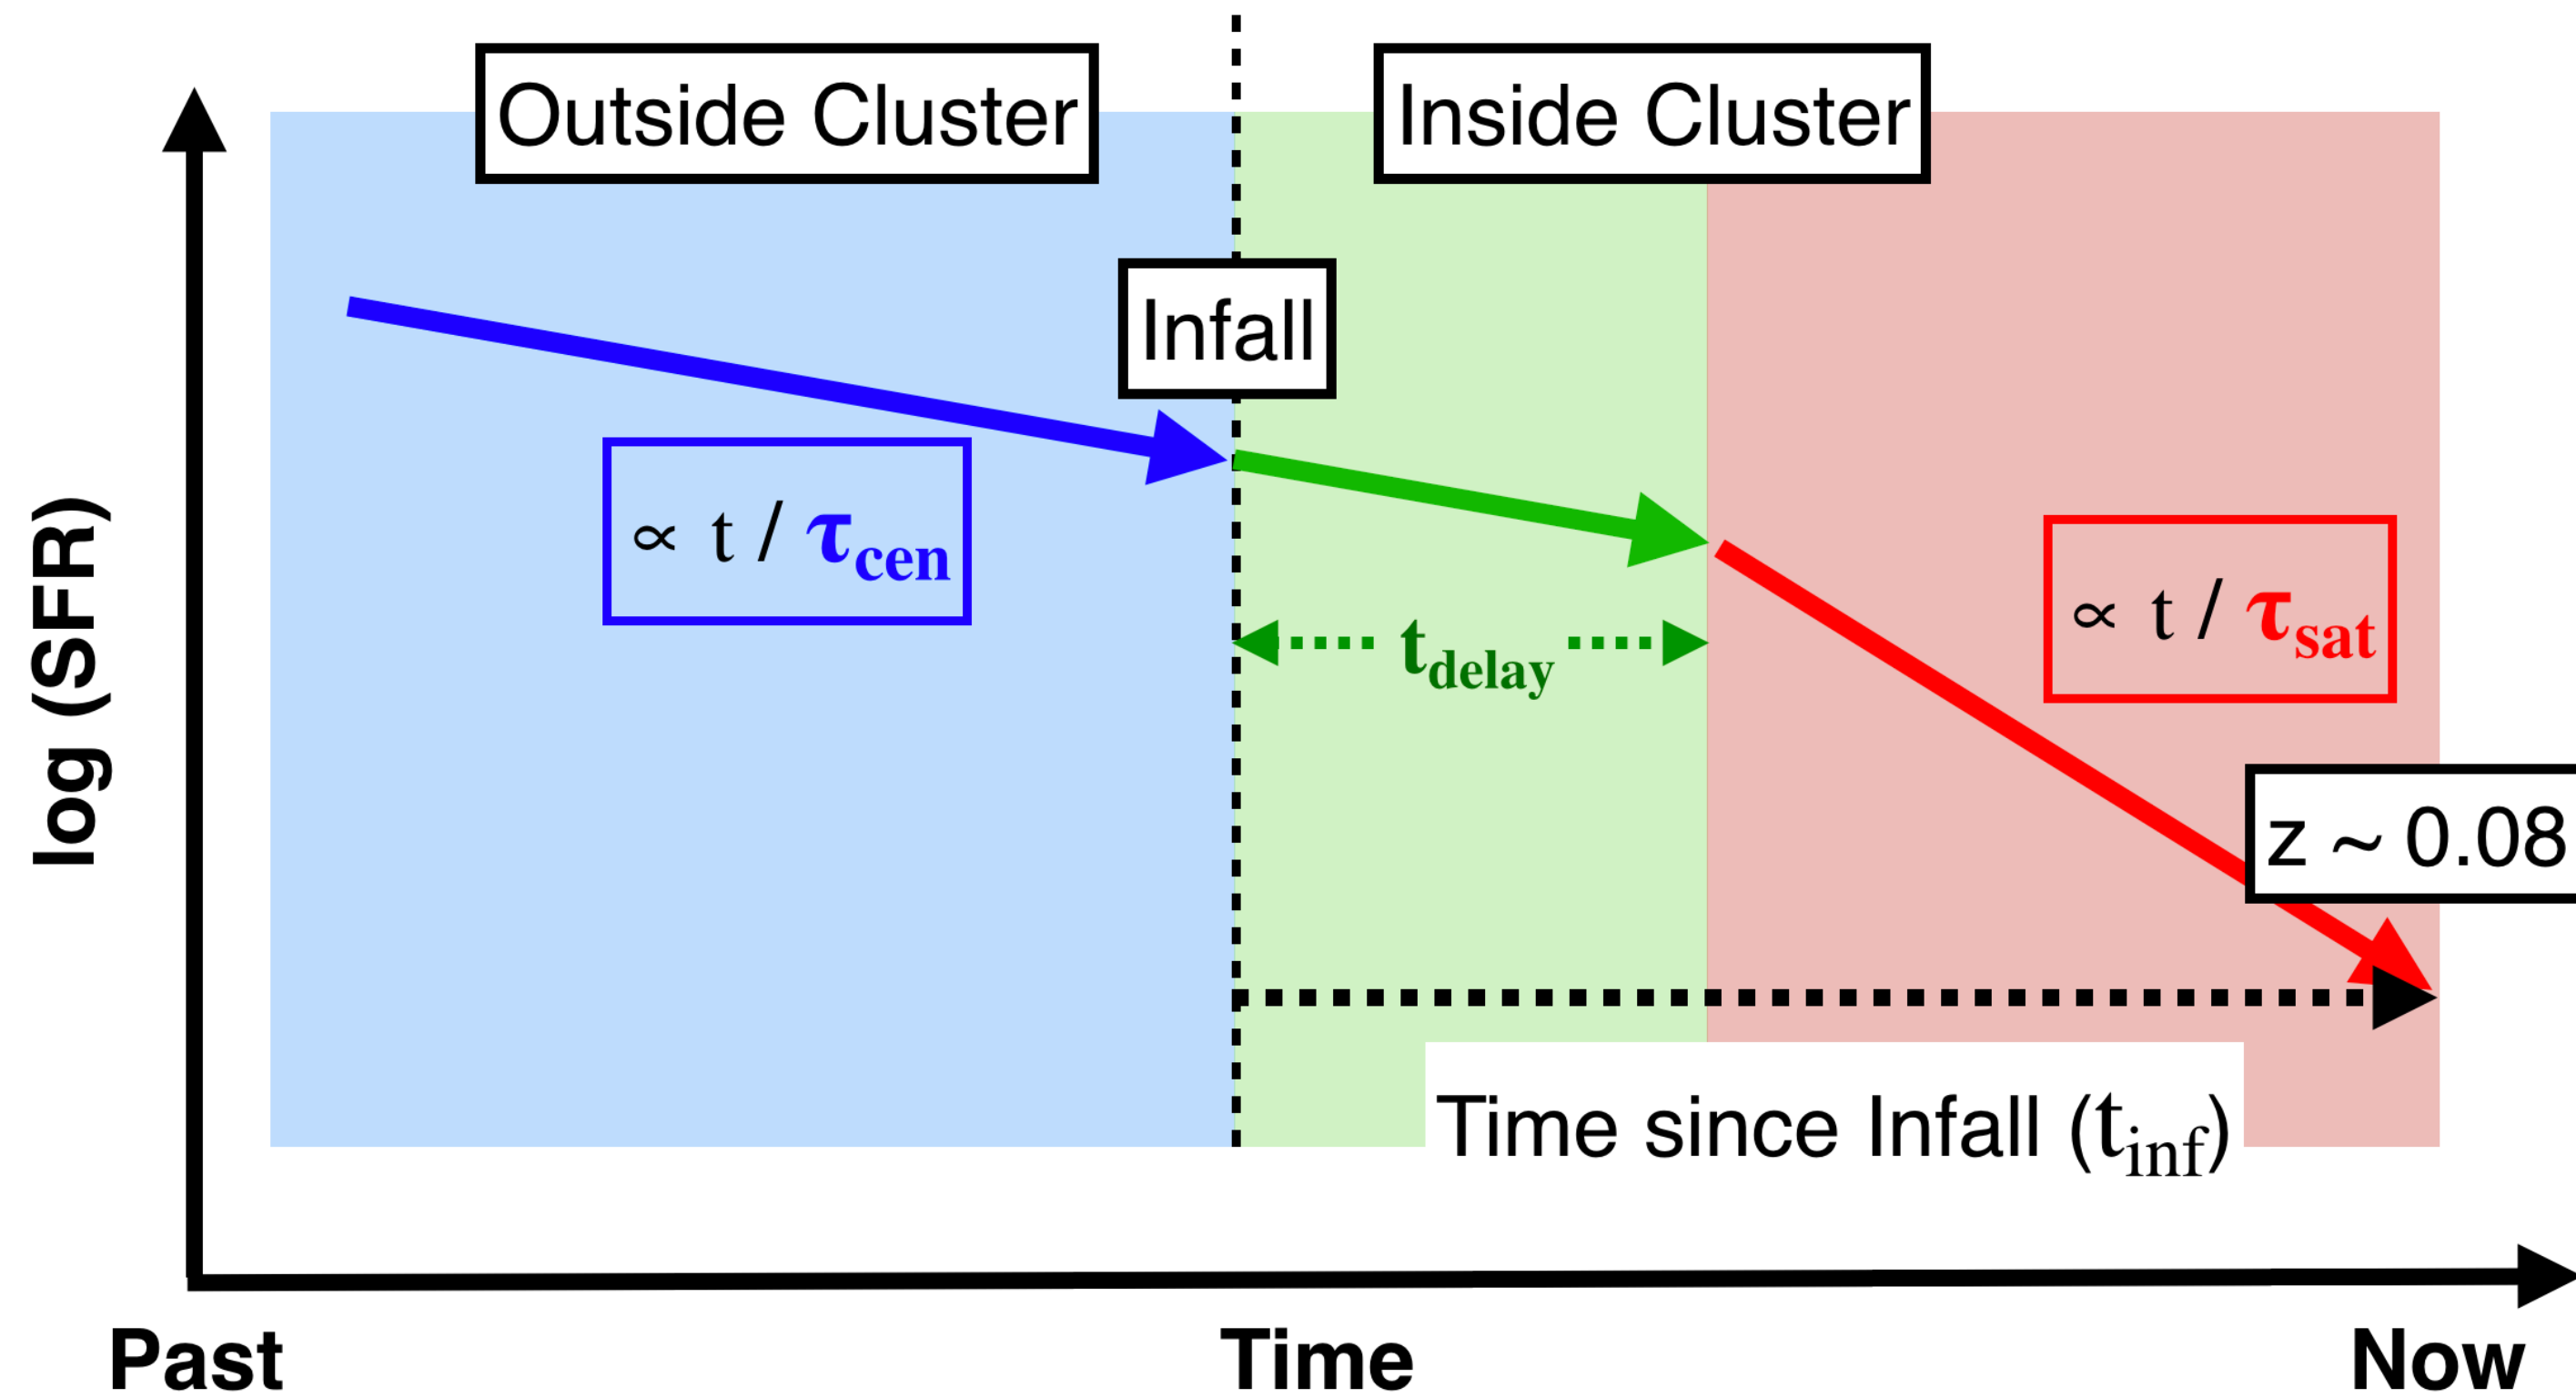 Outside Cluster
Inside Cluster
Infall
∝ t / τcen
∝ t / τsat
tdelay
z ~ 0.08
Time since Infall (tinf)
log (SFR)
Past
Time
Now